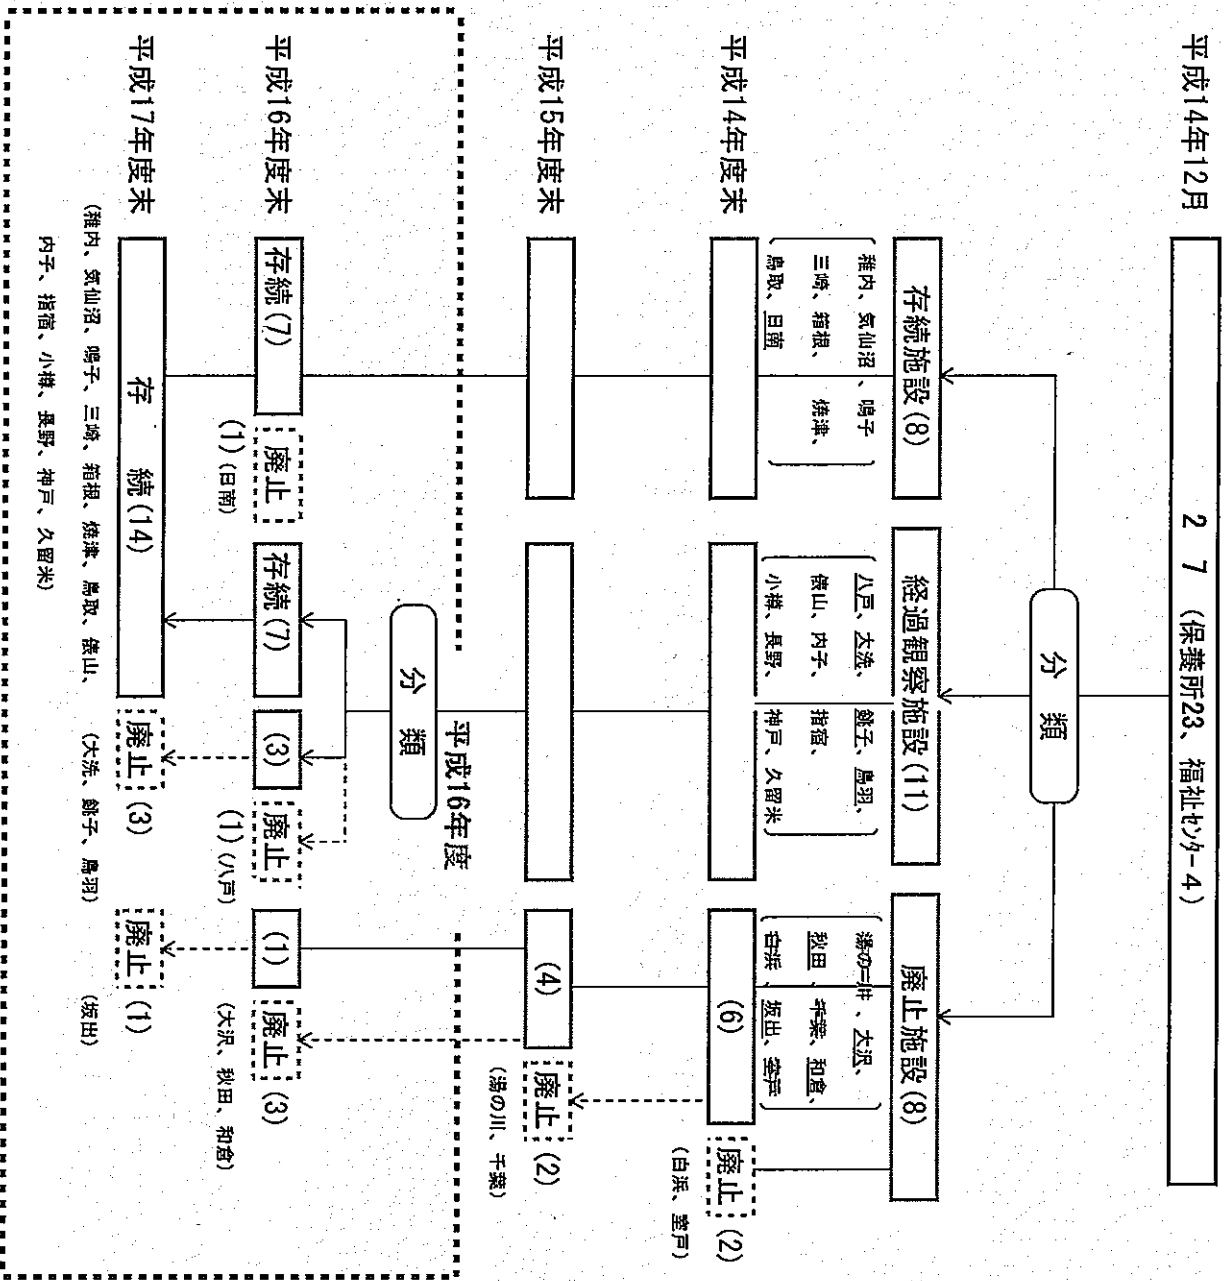 平成14年12月
２７（保養所23、福祉センター４）
分類
存続施設(8)
稚内、気仙沼、鳴子
三崎、箱根、焼津、
鳥取、日南
経過観察施設(11)
八戸、大洗、銚子、鳥羽、
俵山、内子、指宿、
小樽、長野、神戸、久留米
廃止施設(8)
湯の川、大沢、
秋田、千葉、和倉、
白浜、坂出、室戸
平成14年度末
(6)
廃止(2)
(白浜、室戸)
平成15年度末
(4)
廃止(2)
(湯の川、千葉)
平成16年度
分類
平成16年度末
存続(7)
廃止
(1)(日南)
存続(7)
(3)
廃止
(1)(八戸)
(1)
廃止(3)
(大沢、秋田、和倉)
平成17年度末
存続(14)
(稚内、気仙沼、鳴子、三崎、箱根、焼津、鳥取、俵山、
内子、指宿、小樽、長野、神戸、久留米)
廃止(3)
(大洗、銚子、鳥羽)
廃止(1)
(坂出)